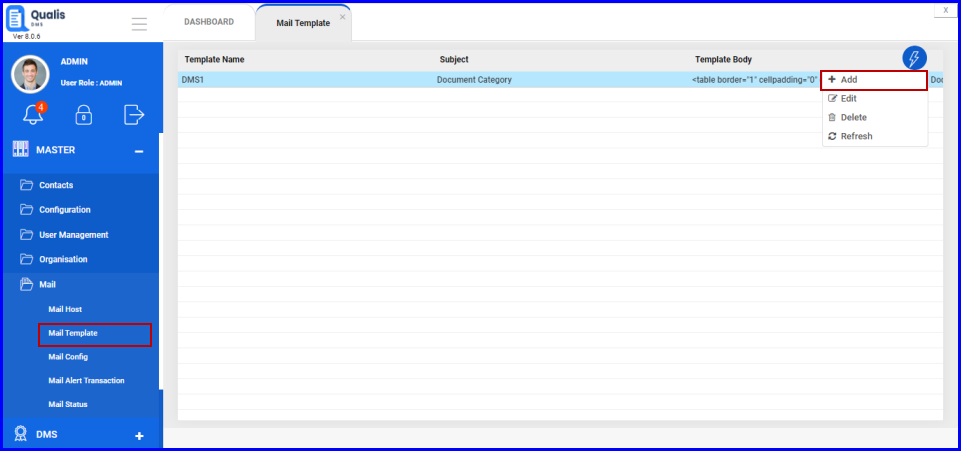 Qualis
DMS
Ver 8.0.6
DASHBOARD
Mail Template
X
X
ADMIN
User Role : ADMIN
4
0
MASTER
Contacts
Configuration
User Management
Organisation
Mail
Mail Host
Mail Template
Mail Config
Mail Alert Transaction
Mail Status
DMS
Template Name Subject Template Body
DMS1 Document Category <table border="1" cellpadding="0"
Add
Edit
Delete
Refresh